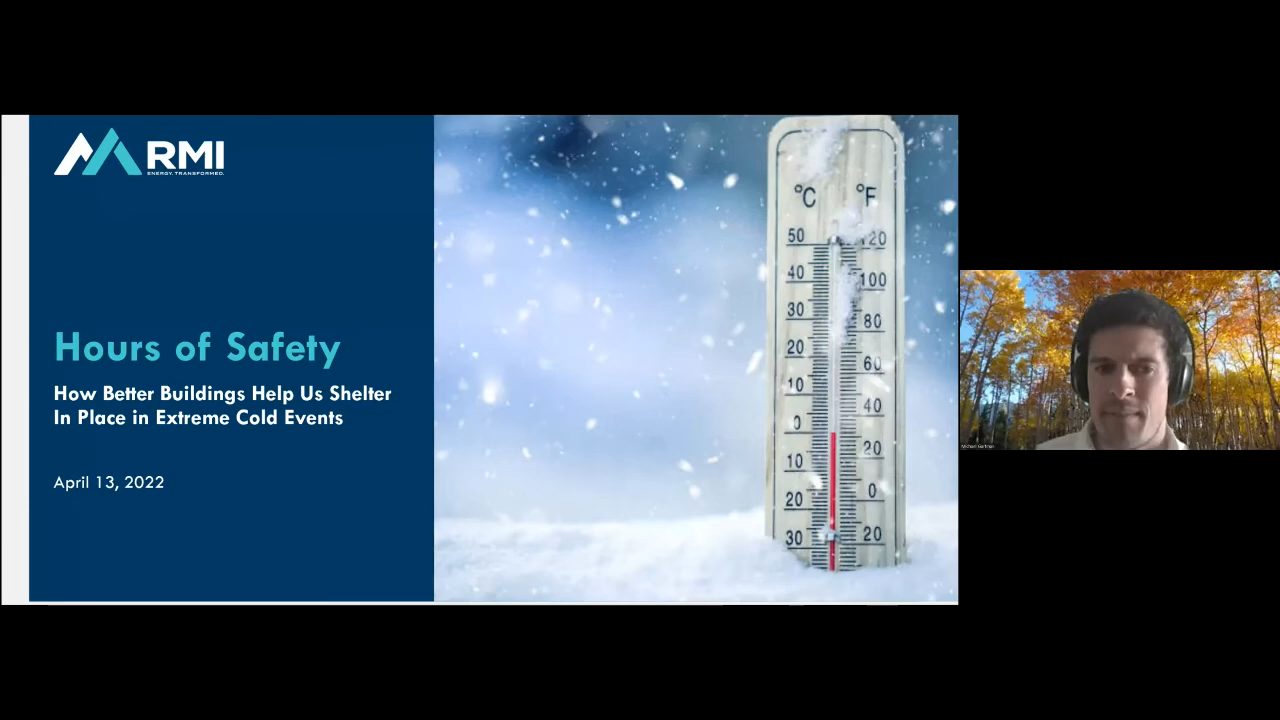 RMI
ENERGY. TRANSFORMED.
Hours of Safety
How Better Buildings Help Us Shelter
In Place in Extreme Cold Events
April 13, 2022
°C °F
50 120
40 100
30 80
20 60
10 40
0 20
10 0
20 20
30
Michael Gartman